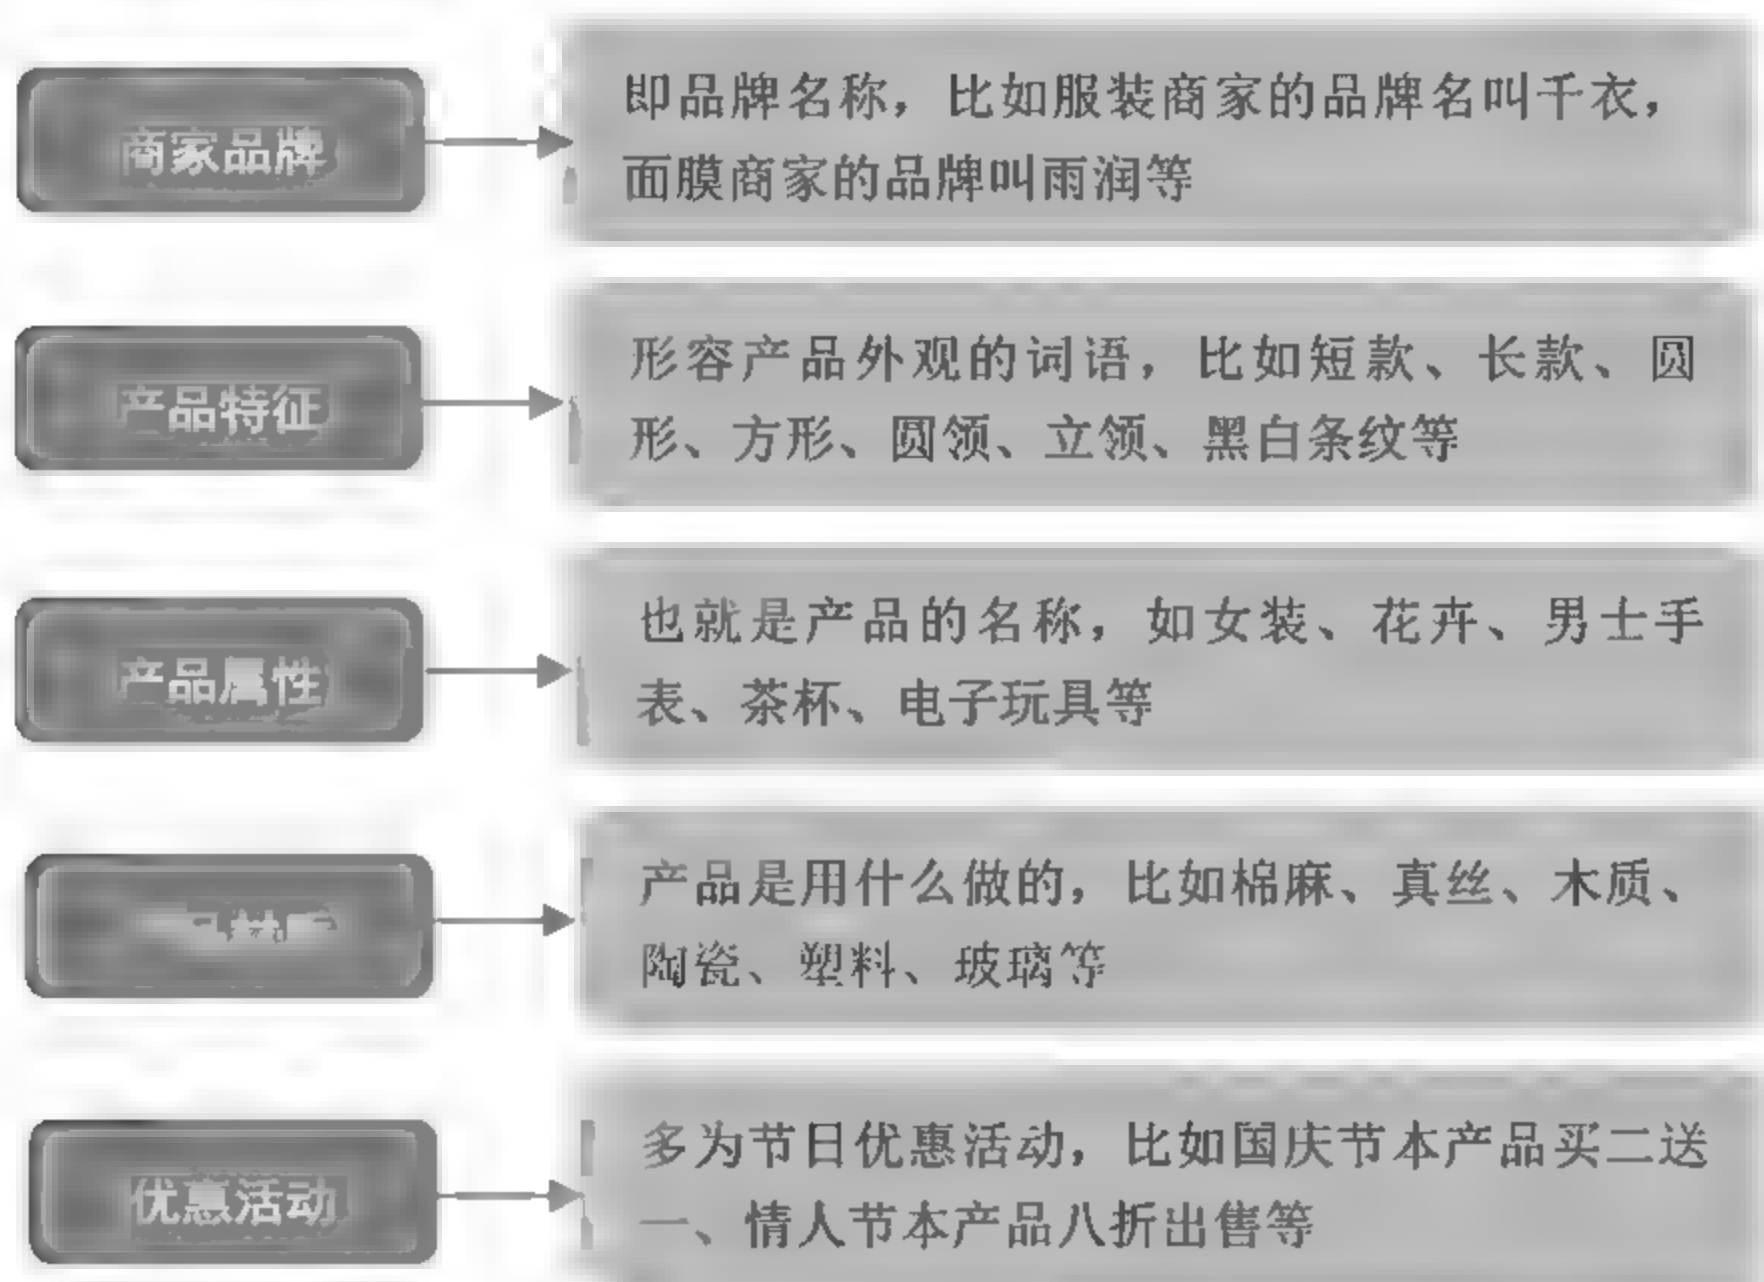 商家品牌
即品牌名称，比如服装商家的品牌名叫千衣，
面膜商家的品牌叫雨润等
产品特征
形容产品外观的词语，比如短款、长款、圆
形、方形、圆领、立领、黑白条纹等
产品属性
也就是产品的名称，如女装、花卉、男士手
表、茶杯、电子玩具等
产品是用什么做的，比如棉麻、真丝、木质、
陶瓷、塑料、玻璃等
优惠活动
多为节日优惠活动，比如国庆节本产品买二送
一、情人节本产品八折出售等